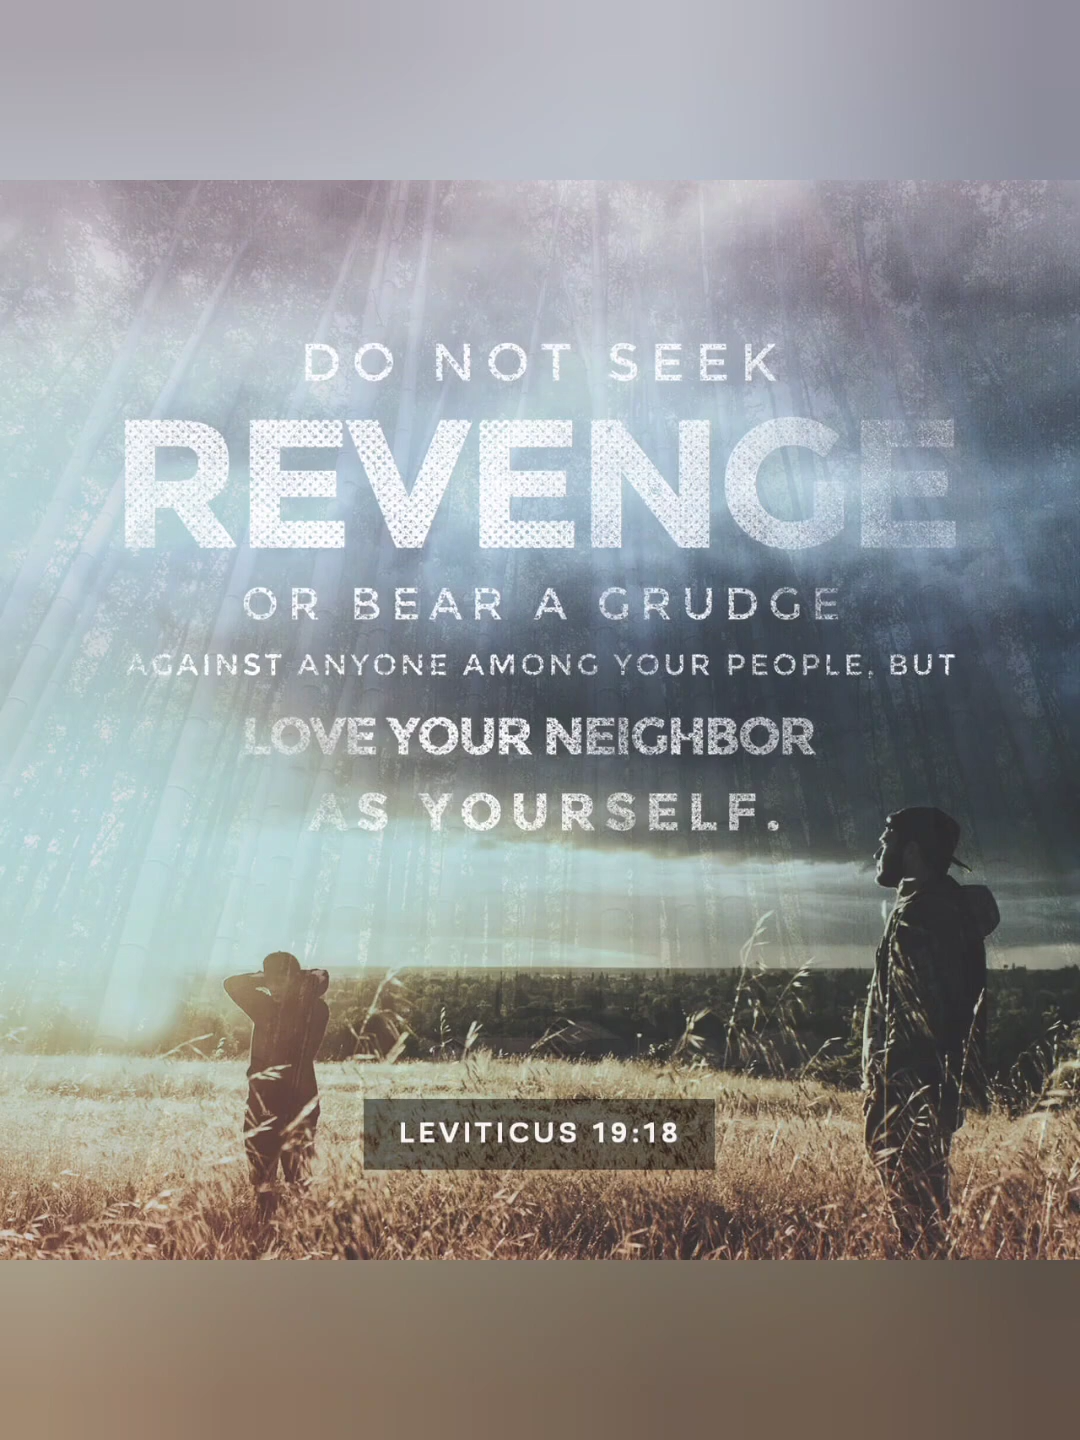 DO NOT SEEK
REVENGE
OR BEAR A GRUDGE
AGAINST ANYONE AMONG YOUR PEOPLE, BUT
LOVE YOUR NEIGHBOR
AS YOURSELF.
LEVITICUS 19:18